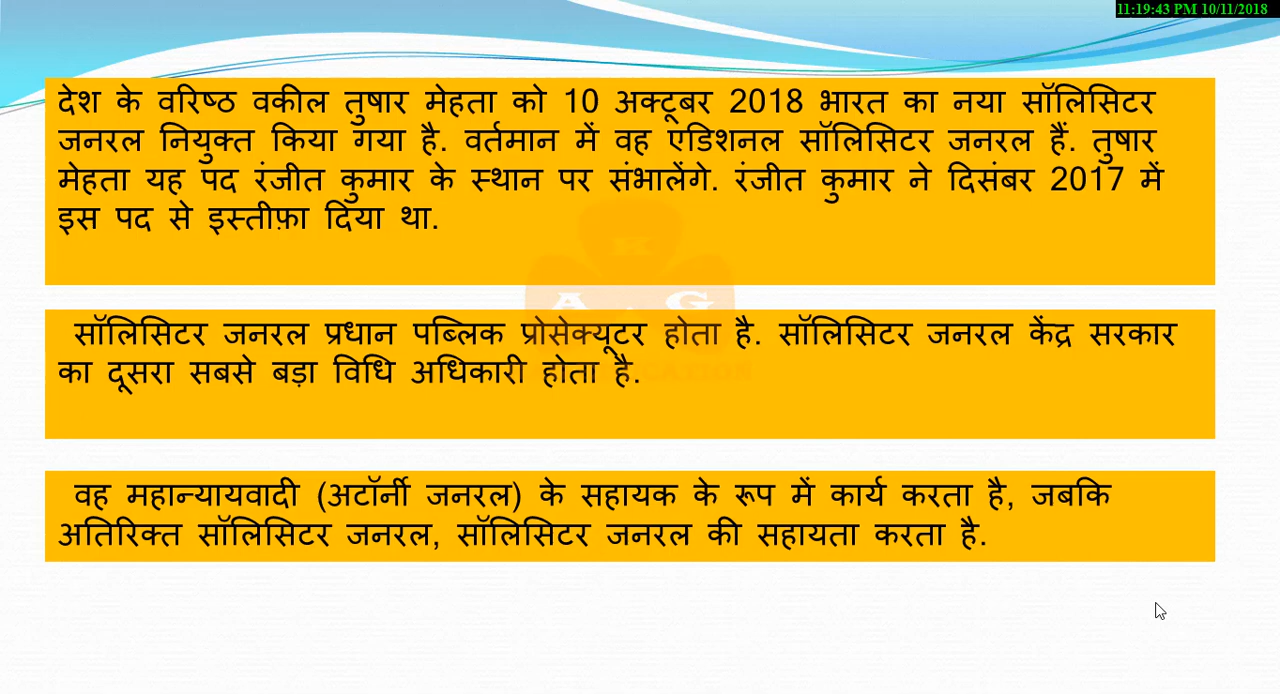 11:19:43 PM 10/11/2018
देश के वरिष्ठ वकील तुषार मेहता को 10 अक्टूबर 2018 भारत का नया सॉलिसिटर
जनरल नियुक्त किया गया है. वर्तमान में वह एडिशनल सॉलिसिटर जनरल हैं. तुषार
मेहता यह पद रंजीत कुमार के स्थान पर संभालेंगे. रंजीत कुमार ने दिसंबर 2017 में
इस पद से इस्तीफ़ा दिया था.
सॉलिसिटर जनरल प्रधान पब्लिक प्रोसेक्यूटर होता है. सॉलिसिटर जनरल केंद्र सरकार
का दूसरा सबसे बड़ा विधि अधिकारी होता है.
वह महान्यायवादी (अटॉर्नी जनरल) के सहायक के रूप में कार्य करता है, जबकि
अतिरिक्त सॉलिसिटर जनरल, सॉलिसिटर जनरल की सहायता करता है.